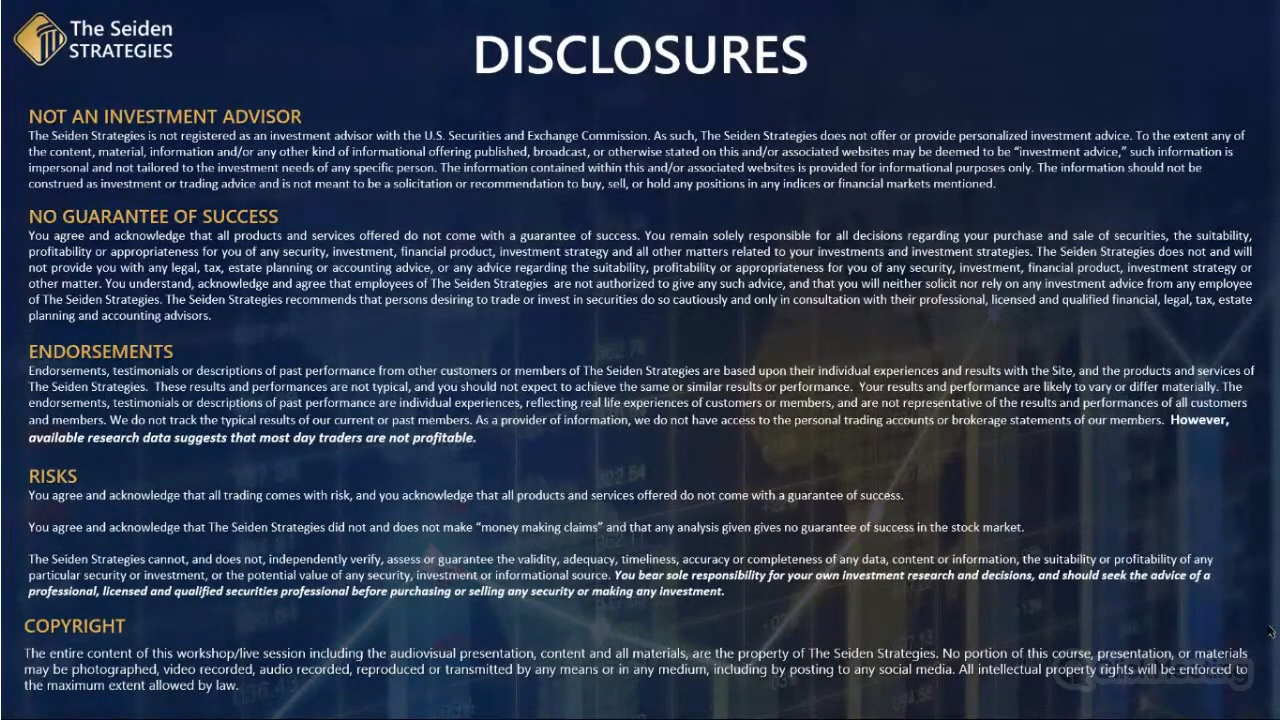 The Seiden
STRATEGIES
DISCLOSURES
NOT AN INVESTMENT ADVISOR
The Seiden Strategies is not registered as an investment advisor with the U.S. Securities and Exchange Commission. As such, The Seiden Strategies does not offer or provide personalized investment advice. To the extent any of
the content, material, information and/or any other kind of informational offering published, broadcast, or otherwise stated on this and/or associated websites may be deemed to be “investment advice,” such information is
impersonal and not tailored to the investment needs of any specific person. The information contained within this and/or associated websites is provided for informational purposes only. The information should not be
construed as investment or trading advice and is not meant to be a solicitation or recommendation to buy, sell, or hold any positions in any indices or financial markets mentioned.
NO GUARANTEE OF SUCCESS
You agree and acknowledge that all products and services offered do not come with a guarantee of success. You remain solely responsible for all decisions regarding your purchase and sale of securities, the suitability,
profitability or appropriateness for you of any security, investment, financial product, investment strategy and all other matters related to your investments and investment strategies. The Seiden Strategies does not and will
not provide you with any legal, tax, estate planning or accounting advice, or any advice regarding the suitability, profitability or appropriateness for you of any security, investment, financial product, investment strategy or
other matter. You understand, acknowledge and agree that employees of The Seiden Strategies are not authorized to give any such advice, and that you will neither solicit nor rely on any investment advice from any employee
of The Seiden Strategies. The Seiden Strategies recommends that persons desiring to trade or invest in securities do so cautiously and only in consultation with their professional, licensed and qualified financial, legal, tax, estate
planning and accounting advisors.
ENDORSEMENTS
Endorsements, testimonials or descriptions of past performance from other customers or members of The Seiden Strategies are based upon their individual experiences and results with the Site, and the products and services of
The Seiden Strategies. These results and performances are not typical, and you should not expect to achieve the same or similar results or performance. Your results and performance are likely to vary or differ materially. The
endorsements, testimonials or descriptions of past performance are individual experiences, reflecting real life experiences of customers or members, and are not representative of the results and performances of all customers
and members. We do not track the typical results of our current or past members. As a provider of information, we do not have access to the personal trading accounts or brokerage statements of our members. However,
available research data suggests that most day traders are not profitable.
RISKS
You agree and acknowledge that all trading comes with risk, and you acknowledge that all products and services offered do not come with a guarantee of success.
You agree and acknowledge that The Seiden Strategies did not and does not make “money making claims” and that any analysis given gives no guarantee of success in the stock market.
The Seiden Strategies cannot, and does not, independently verify, assess or guarantee the validity, adequacy, timeliness, accuracy or completeness of any data, content or information, the suitability or profitability of any
particular security or investment, or the potential value of any security, investment or informational source. You bear sole responsibility for your own investment research and decisions, and should seek the advice of a
professional, licensed and qualified securities professional before purchasing or selling any security or making any investment.
COPYRIGHT
The entire content of this workshop/live session including the audiovisual presentation, content and all materials, are the property of The Seiden Strategies. No portion of this course, presentation, or materials
may be photographed, video recorded, audio recorded, reproduced or transmitted by any means or in any medium, including by posting to any social media. All intellectual property rights will be enforced to
the maximum extent allowed by law.